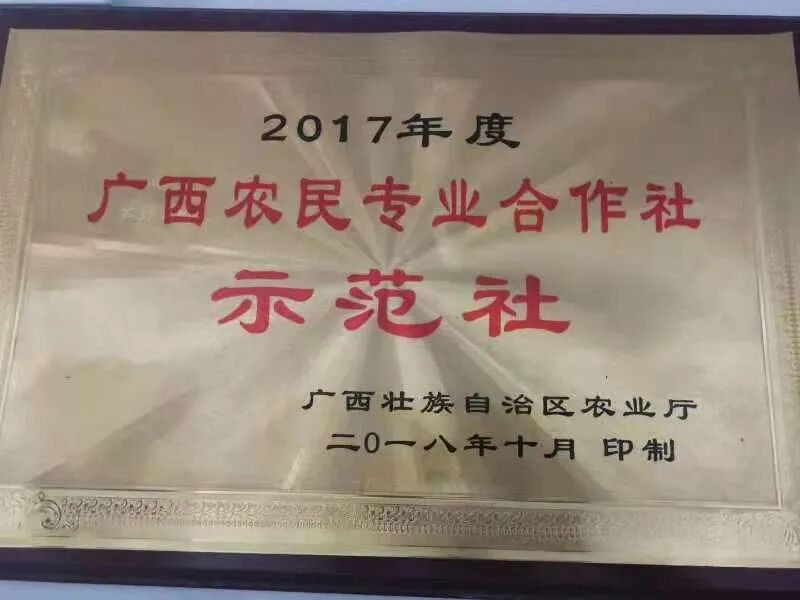 2017年度
广西农民专业合作社
示范社
广西壮族自治区农业厅
二0一八年十月 印制